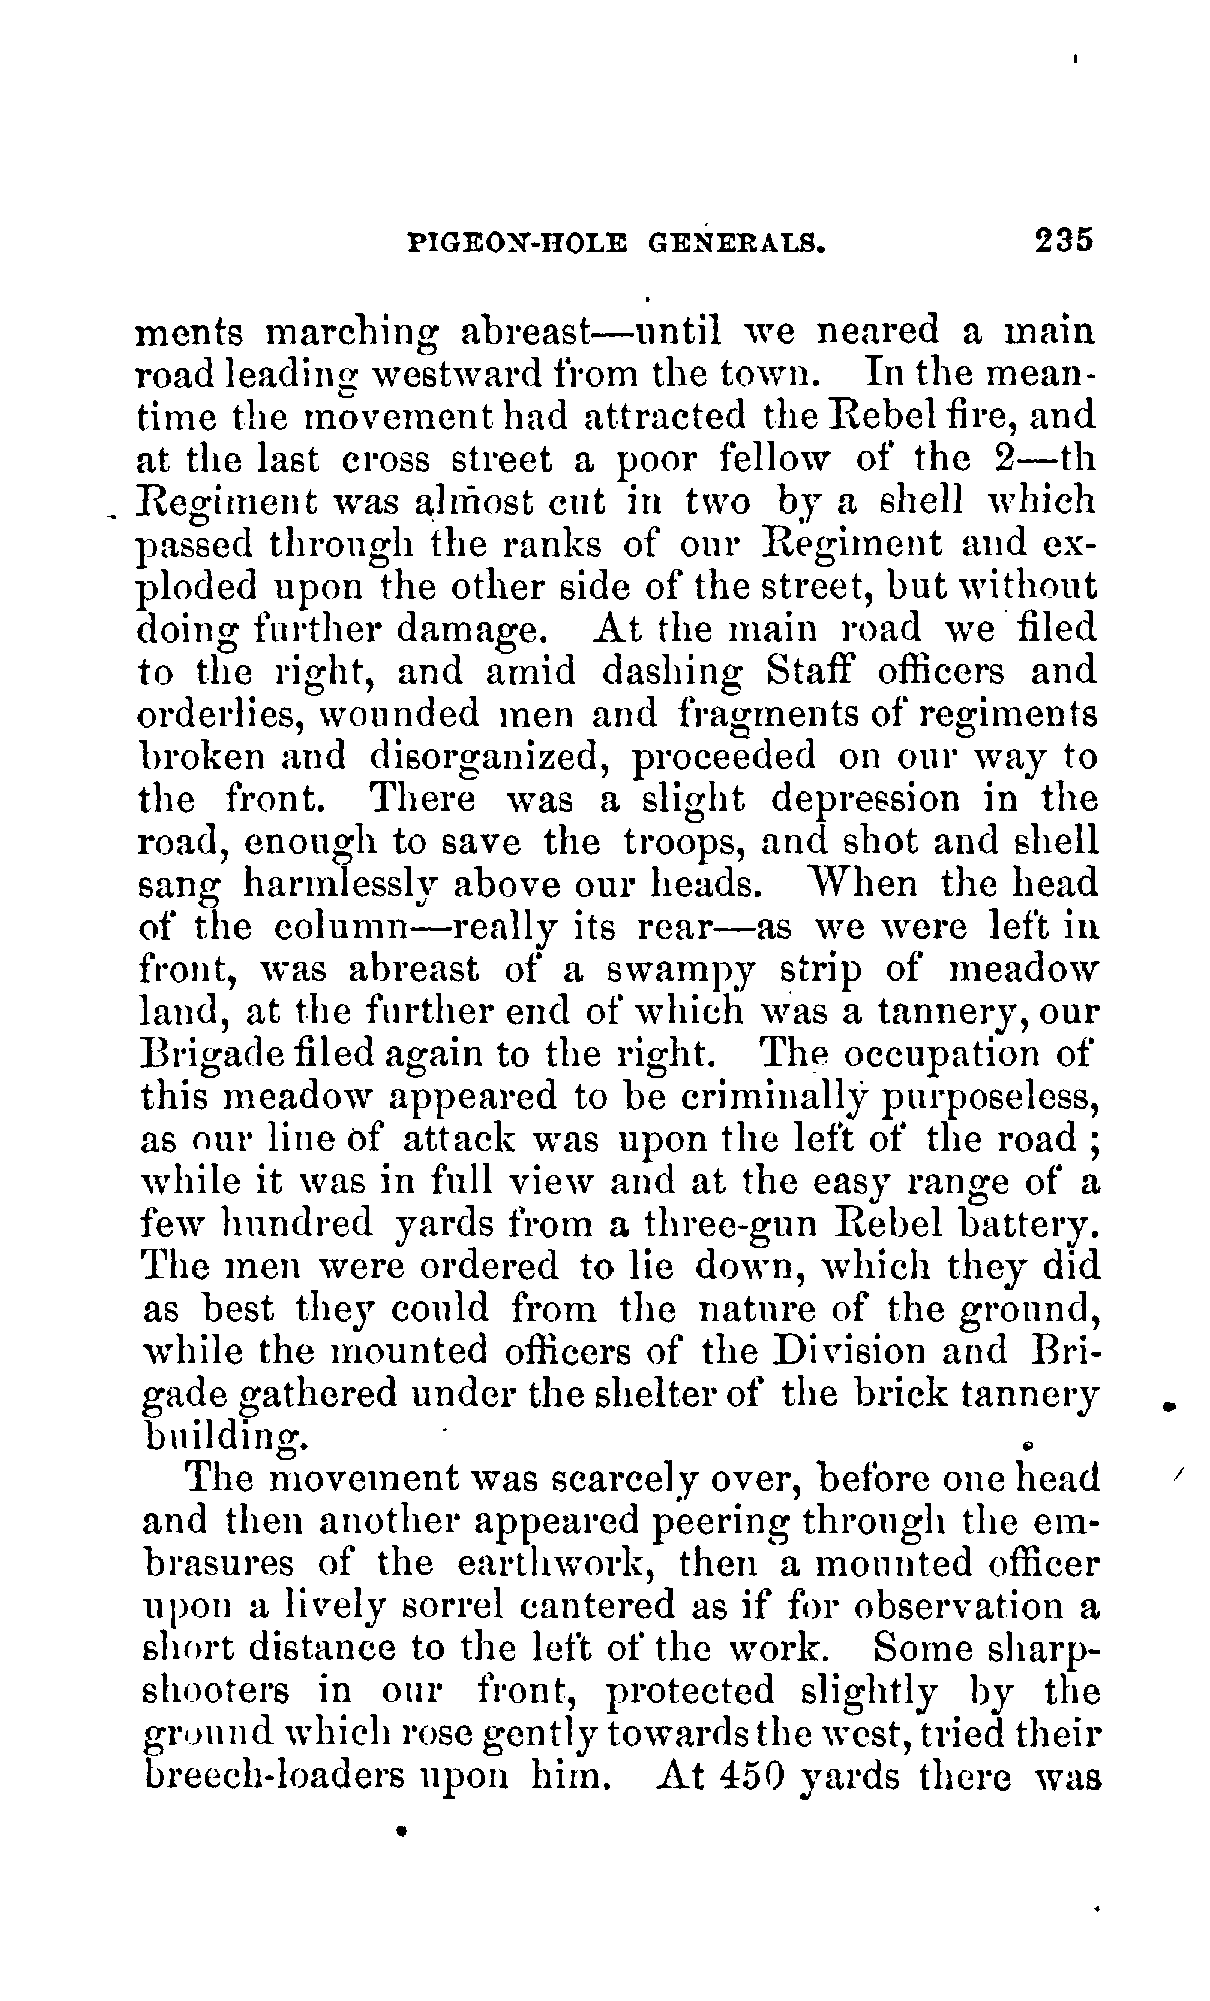 PIGEON-HOLE GENERALS. 235
ments marching abreast—until we neared a main
road leading westward from the town. In the mean-
time the movement had attracted the Rebel fire, and
at the last cross street a poor fellow of the 2—th
Regiment was almost cut in two by a shell which
passed through the ranks of our Regiment and ex-
ploded upon the other side of the street, but without
doing further damage. At the main road we filed
to the right, and amid dashing Staff officers and
orderlies, wounded men and fragments of regiments
broken and disorganized, proceeded on our way to
the front. There was a slight depression in the
road, enough to save the troops, and shot and shell
sang harmlessly above our heads. When the head
of the column—really its rear—as we were left in
front, was abreast of a swampy strip of meadow
land, at the further end of which was a tannery, our
Brigade filed again to the right. The occupation of
this meadow appeared to be criminally purposeless,
as our line of attack was upon the left of the road ;
while it was in full view and at the easy range of a
few hundred yards from a three-gun Rebel battery.
The men were ordered to lie down, which they did
as best they could from the nature of the ground,
while the mounted officers of the Division and Bri-
gade gathered under the shelter of the brick tannery
building.
The movement was scarcely over, before one head
and then another appeared peering through the em-
brasures of the earthwork, then a mounted officer
upon a lively sorrel cantered as if for observation a
short distance to the left of the work. Some sharp-
shooters in our front, protected slightly by the
ground which rose gently towards the west, tried their
breech-loaders upon him. At 450 yards there was